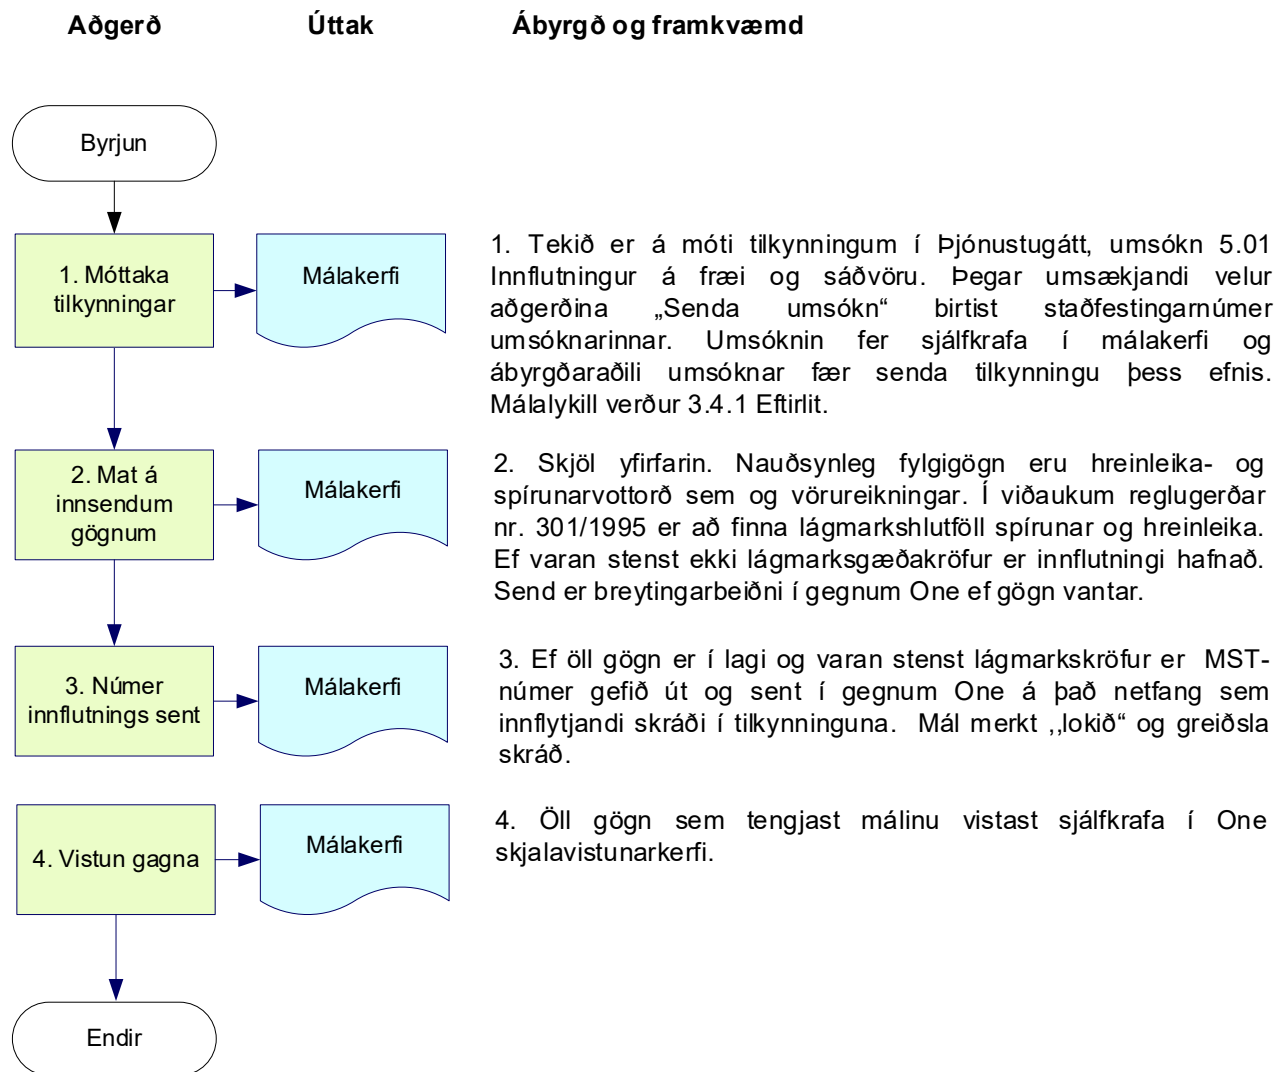 Aðgerð Úttak Ábyrgð og framkvæmd
Byrjun
1. Móttaka
tilkynningar
Málakerfi
1. Tekið er á móti tilkynningum í Þjónustugátt, umsókn 5.01
Innflutningur á fræi og sáðvöru. Þegar umsækjandi velur
aðgerðina „Senda umsókn“ birtist staðfestingarnúmer
umsóknarinnar. Umsóknin fer sjálfkrafa í málakerfi og
ábyrgðaraðili umsóknar fær senda tilkynningu þess efnis.
Málalykill verður 3.4.1 Eftirlit.
2. Mat á
innsendum
gögnum
Málakerfi
2. Skjöl yfirfarin. Nauðsynleg fylgigögn eru hreinleika- og
spírunarvottorð sem og vörureikningar. Í viðaukum reglugerðar
nr. 301/1995 er að finna lágmarkshlutföll spírunar og hreinleika.
Ef varan stenst ekki lágmarksgæðakröfur er innflutningi hafnað.
Send er breytingarbeiðni í gegnum One ef gögn vantar.
3. Númer
innflutnings sent
Málakerfi
3. Ef öll gögn er í lagi og varan stenst lágmarkskröfur er MST-
númer gefið út og sent í gegnum One á það netfang sem
innflytjandi skráði í tilkynninguna. Mál merkt ,,lokið“ og greiðsla
skráð.
4. Vistun gagna
Málakerfi
4. Öll gögn sem tengjast málinu vistast sjálfkrafa í One
skjalavistunarkerfi.
Endir